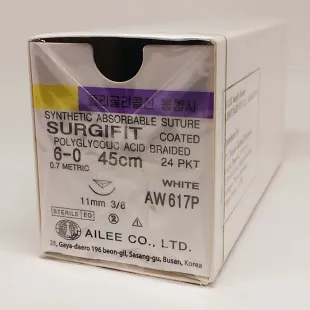 SYNTHETIC ABSORBABLE SUTURE
SURGIFIT COATED
POLYGLYCOLIC ACID BRAIDED
6-0 45cm 24 PKT
0.7 METRIC
WHITE
11mm 3/8 AW617P
STERILE EO
AILEE CO., LTD.
Gaya-daero 196 beon-gil, Sasang-gu, Busan, Korea